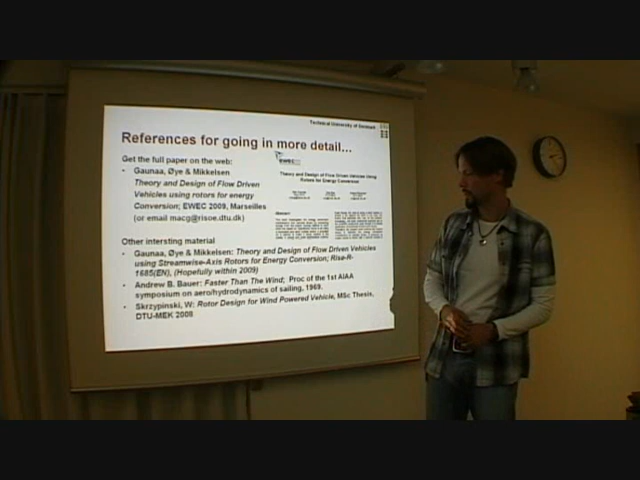 Technical University of Denmark
References for going in more detail…
Get the full paper on the web:
• Gaunaa, Øye & Mikkelsen
Theory and Design of Flow Driven
Vehicles using rotors for energy
Conversion; EWEC 2009, Marseilles
(or email macg@risoe.dtu.dk)
EWEC
Theory and Design of Flow Driven Vehicles Using
Rotors for Energy Conversion
Other intersting material
• Gaunaa, Øye & Mikkelsen: Theory and Design of Flow Driven Vehicles
using Streamwise-Axis Rotors for Energy Conversion; Risø-R-
1685(EN), (Hopefully within 2009)
• Andrew B. Bauer: Faster Than The Wind; Proc of the 1st AIAA
symposium on aero/hydrodynamics of sailing, 1969.
• Skrzypinski, W: Rotor Design for Wind Powered Vehicle, MSc Thesis,
DTU-MEK 2008